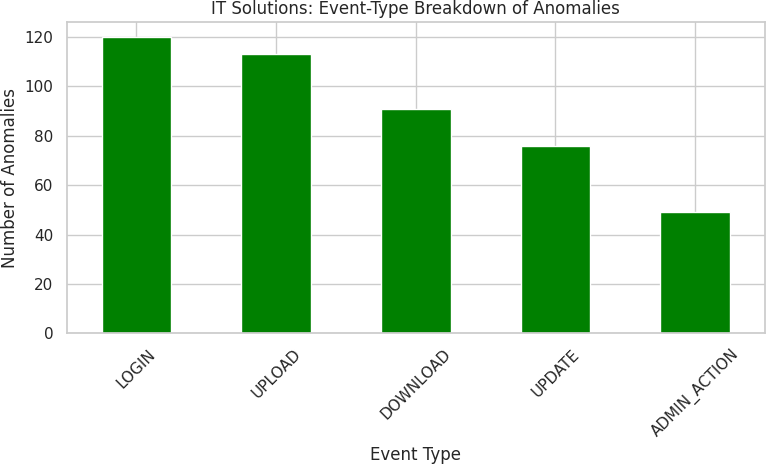 IT Solutions: Event-Type Breakdown of Anomalies
Number of Anomalies
120
100
80
60
40
20
0
LOGIN
UPLOAD
DOWNLOAD
UPDATE
ADMIN_ACTION
Event Type